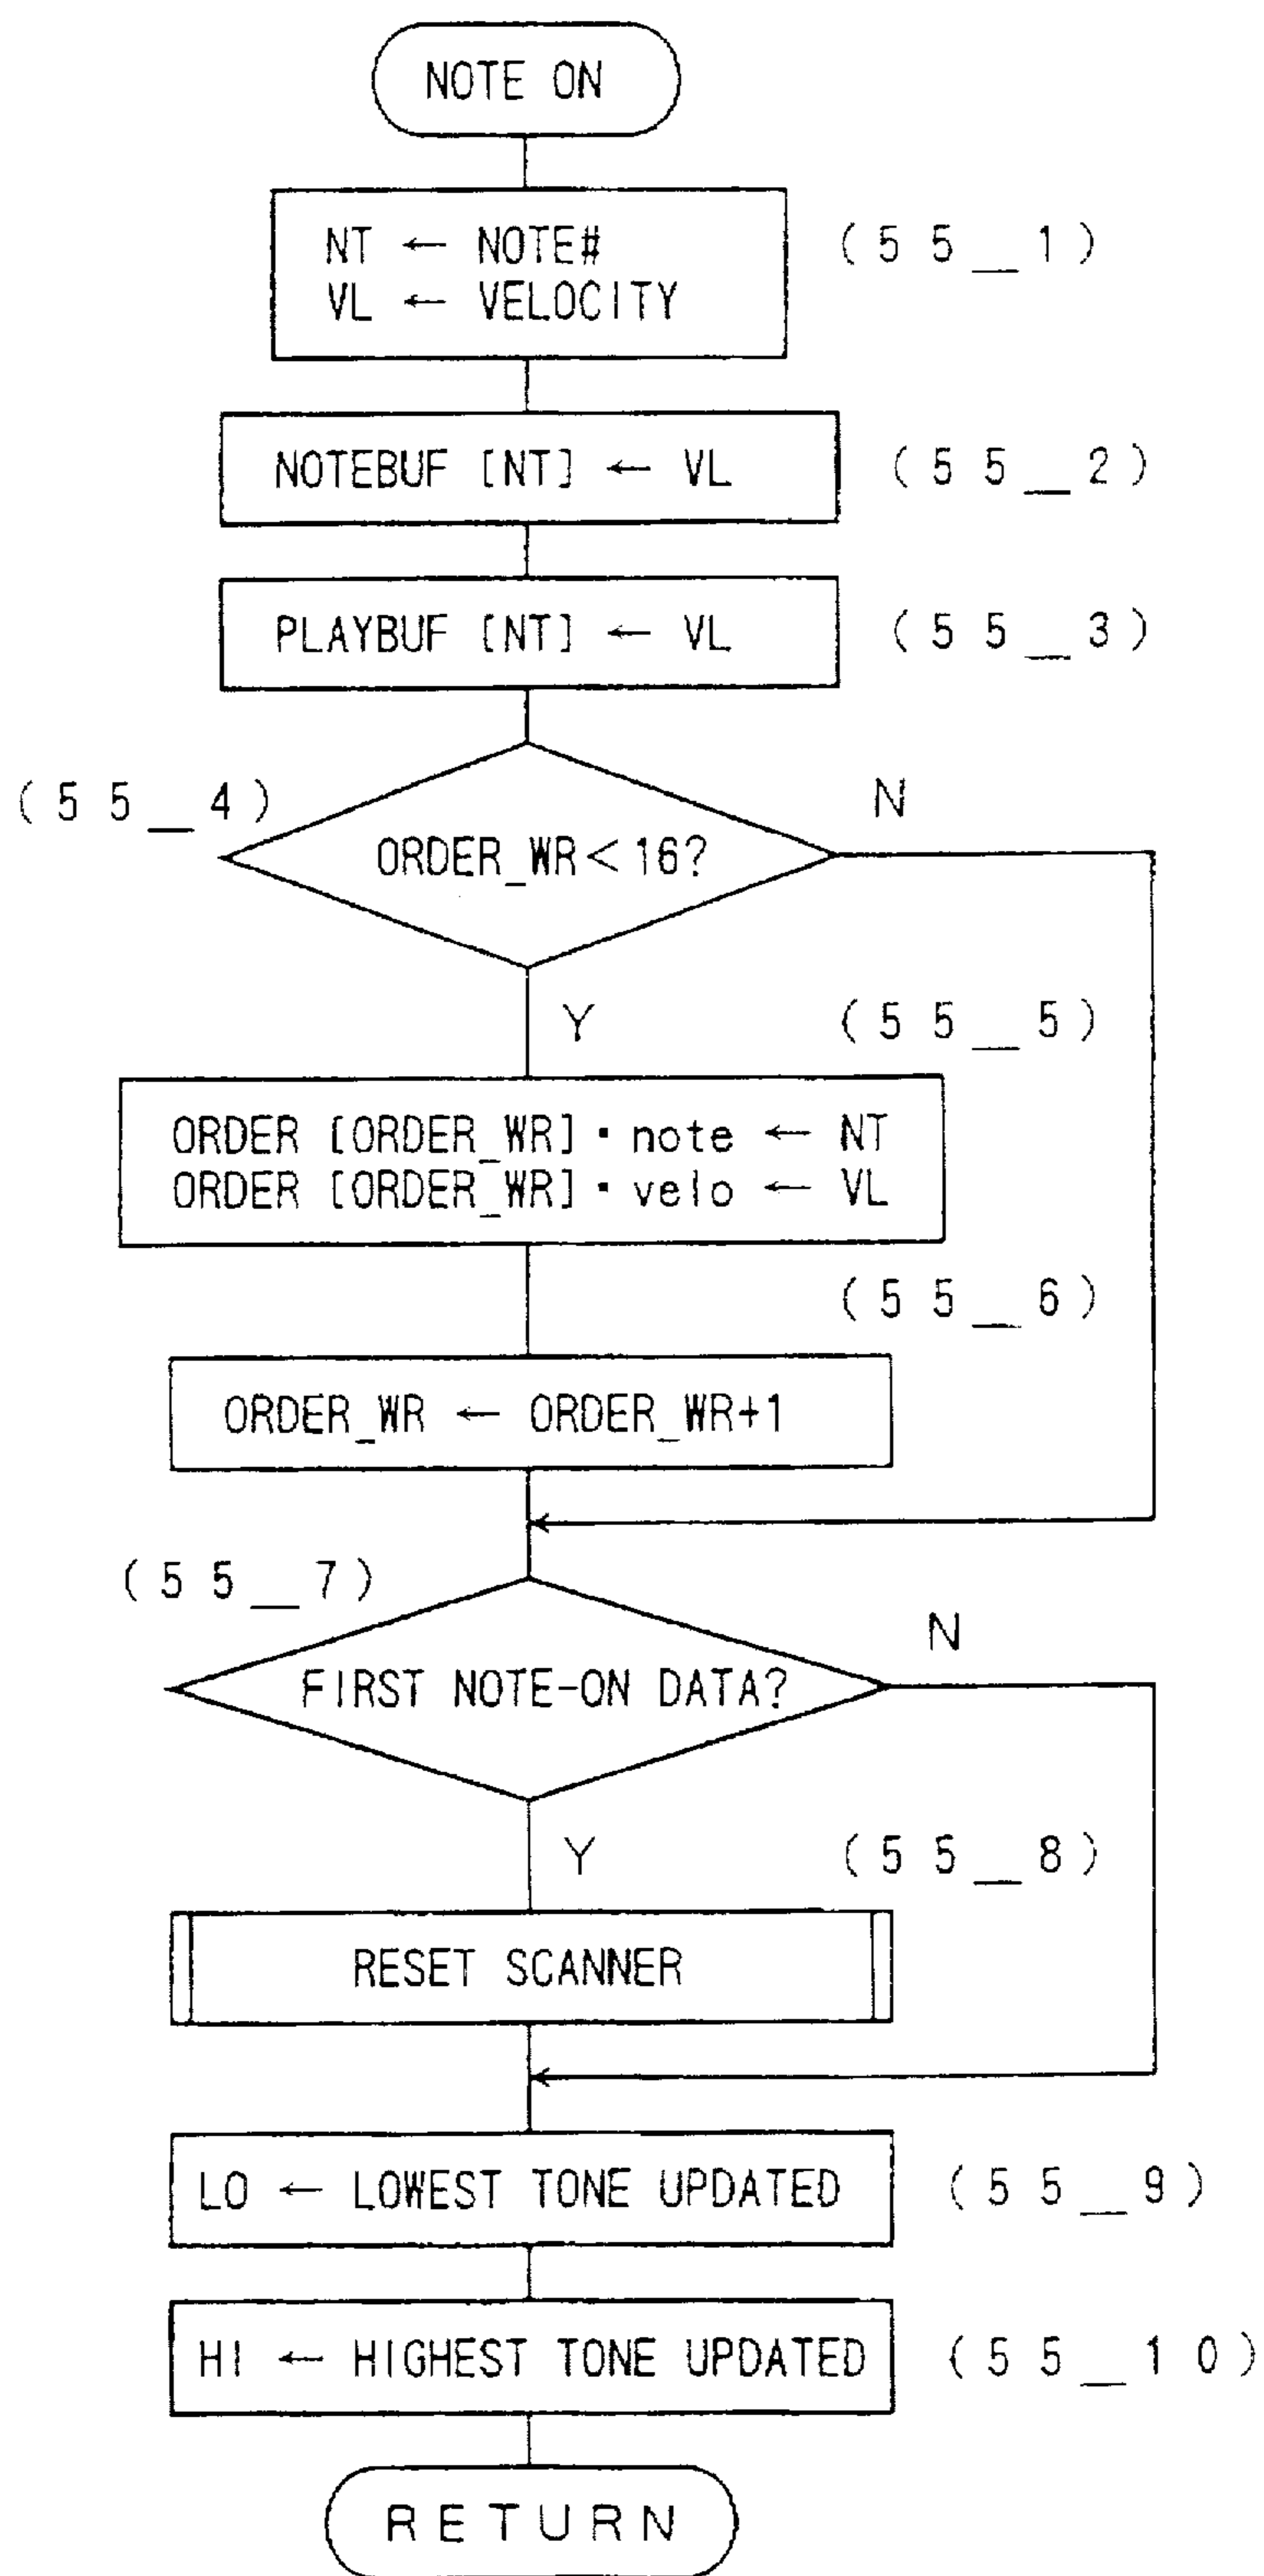 NOTE ON
NT ← NOTE# (55_1)
VL ← VELOCITY
NOTEBUF [NT] ← VL (55_2)
PLAYBUF [NT] ← VL (55_3)
(55_4)
N
ORDER_WR<16?
Y
(55_5)
ORDER [ORDER_WR]・note ← NT
ORDER [ORDER_WR]・velo ← VL
(55_6)
ORDER_WR ← ORDER_WR+1
(55_7)
N
FIRST NOTE-ON DATA?
Y
(55_8)
RESET SCANNER
LO ← LOWEST TONE UPDATED (55_9)
HI ← HIGHEST TONE UPDATED (55_10)
RETURN